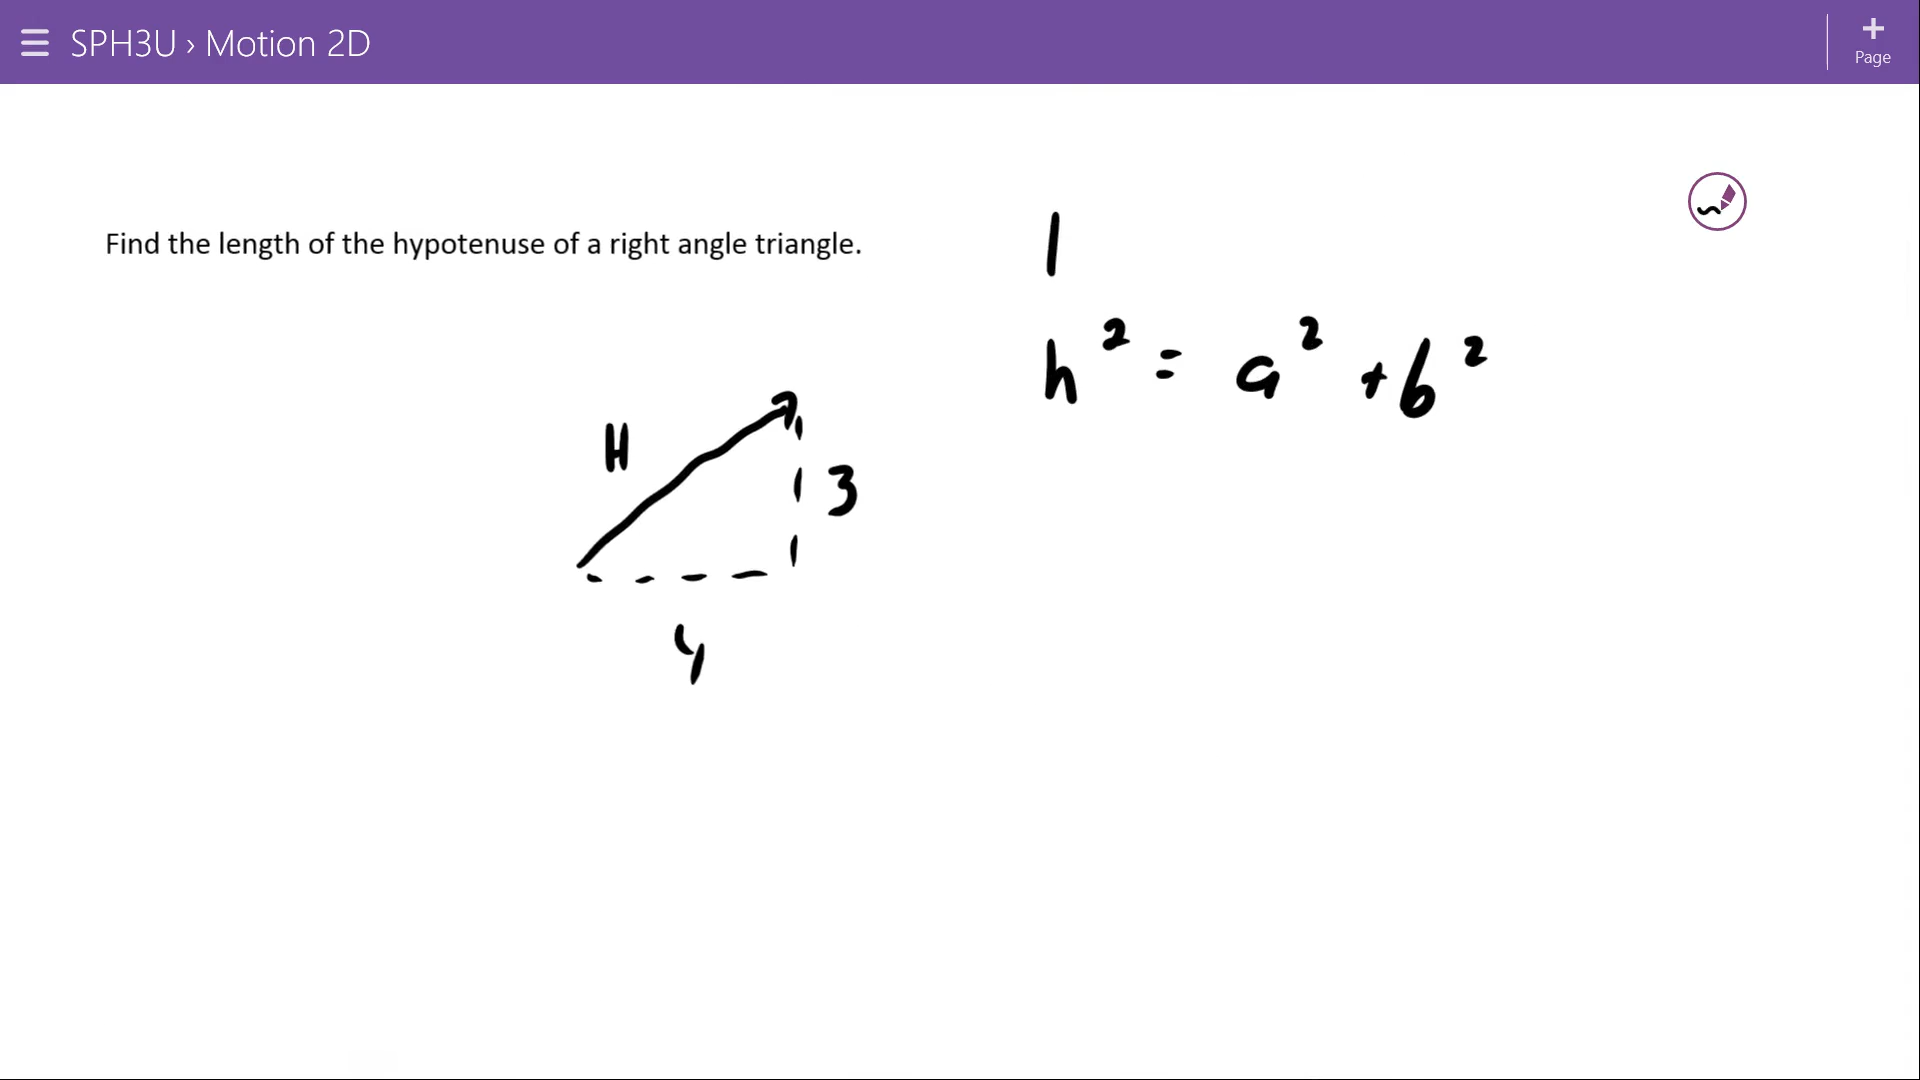 SPH3U › Motion 2D
Page
Find the length of the hypotenuse of a right angle triangle.
l
h² = a² + b²
H
3
4